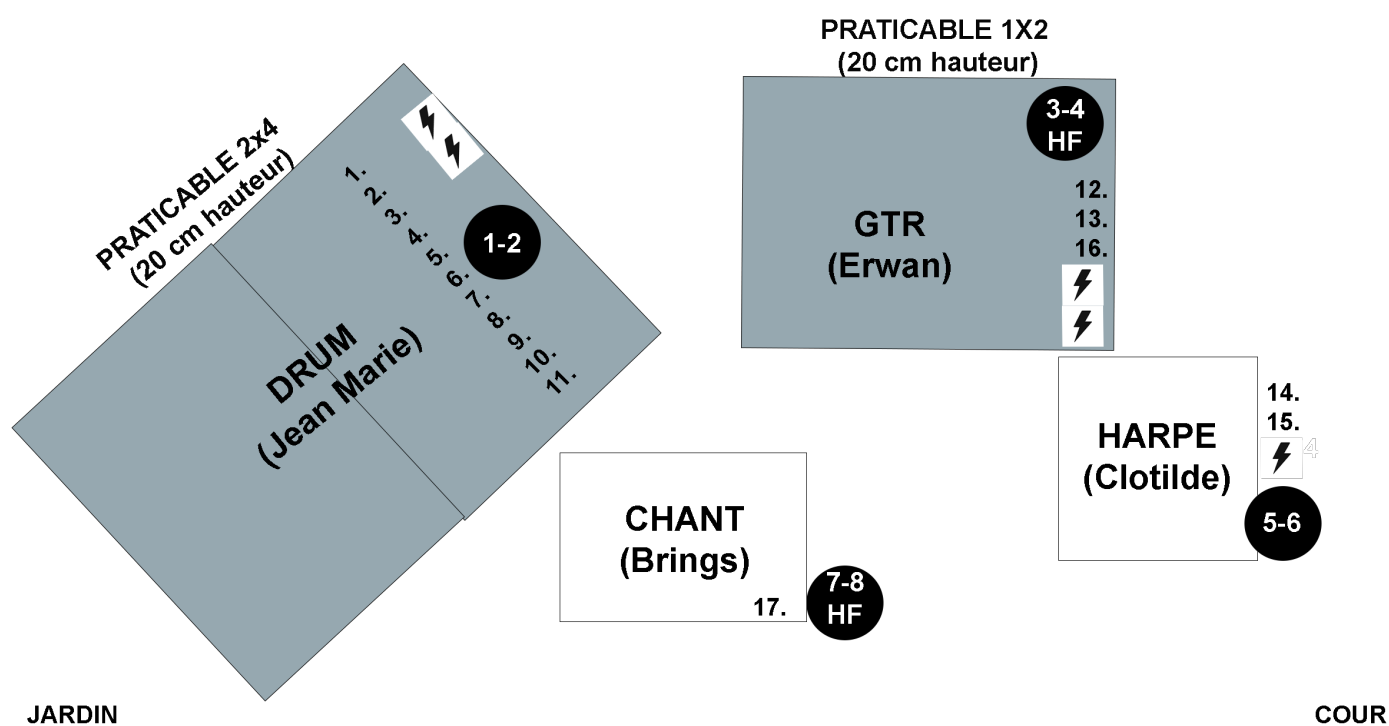 PRATICABLE 1X2
(20 cm hauteur)
PRATICABLE 2x4
(20 cm hauteur)
1.
2.
3.
4.
5.
6.
7.
8.
9.
10.
11.
1-2
DRUM
(Jean Marie)
3-4
HF
12.
13.
16.
GTR
(Erwan)
HARPE
(Clotilde)
14.
15.
4
5-6
CHANT
(Brings)
17.
7-8
HF
JARDIN
COUR